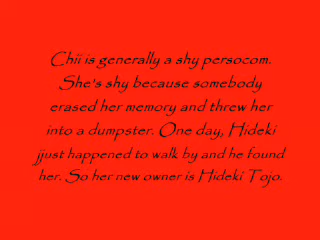 Chii is generally a shy persocom.
She's shy because somebody
erased her memory and threw her
into a dumpster. One day, Hideki
jjust happened to walk by and he found
her. So her new owner is Hideki Tojo.